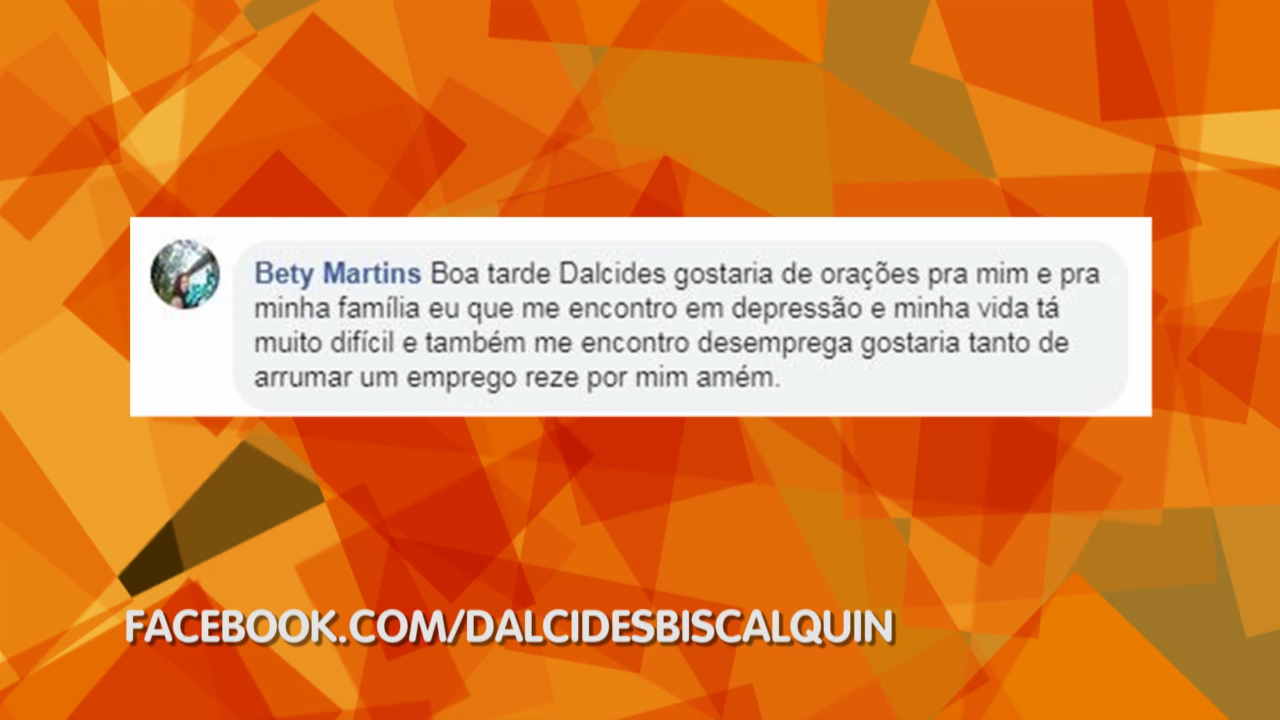 Bety Martins Boa tarde Dalcides gostaria de orações pra mim e pra
minha família eu que me encontro em depressão e minha vida tá
muito difícil e também me encontro desemprega gostaria tanto de
arrumar um emprego reze por mim amém.
FACEBOOK.COM/DALCIDESBISCALQUIN